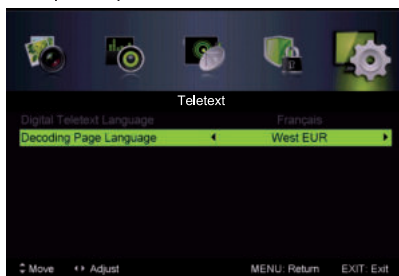 Teletext
Digital Teletext Language Français
Decoding Page Language West EUR
Move Adjust MENU: Return EXIT: Exit